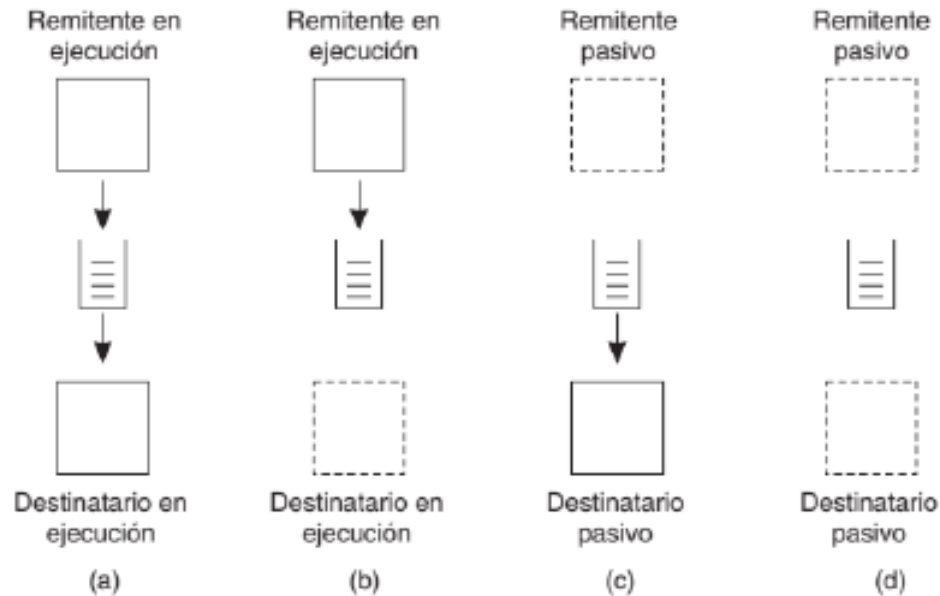 Remitente en
ejecución
Remitente en
ejecución
Remitente
pasivo
Remitente
pasivo
Destinatario en
ejecución
Destinatario en
ejecución
Destinatario
pasivo
Destinatario
pasivo
(a)
(b)
(c)
(d)